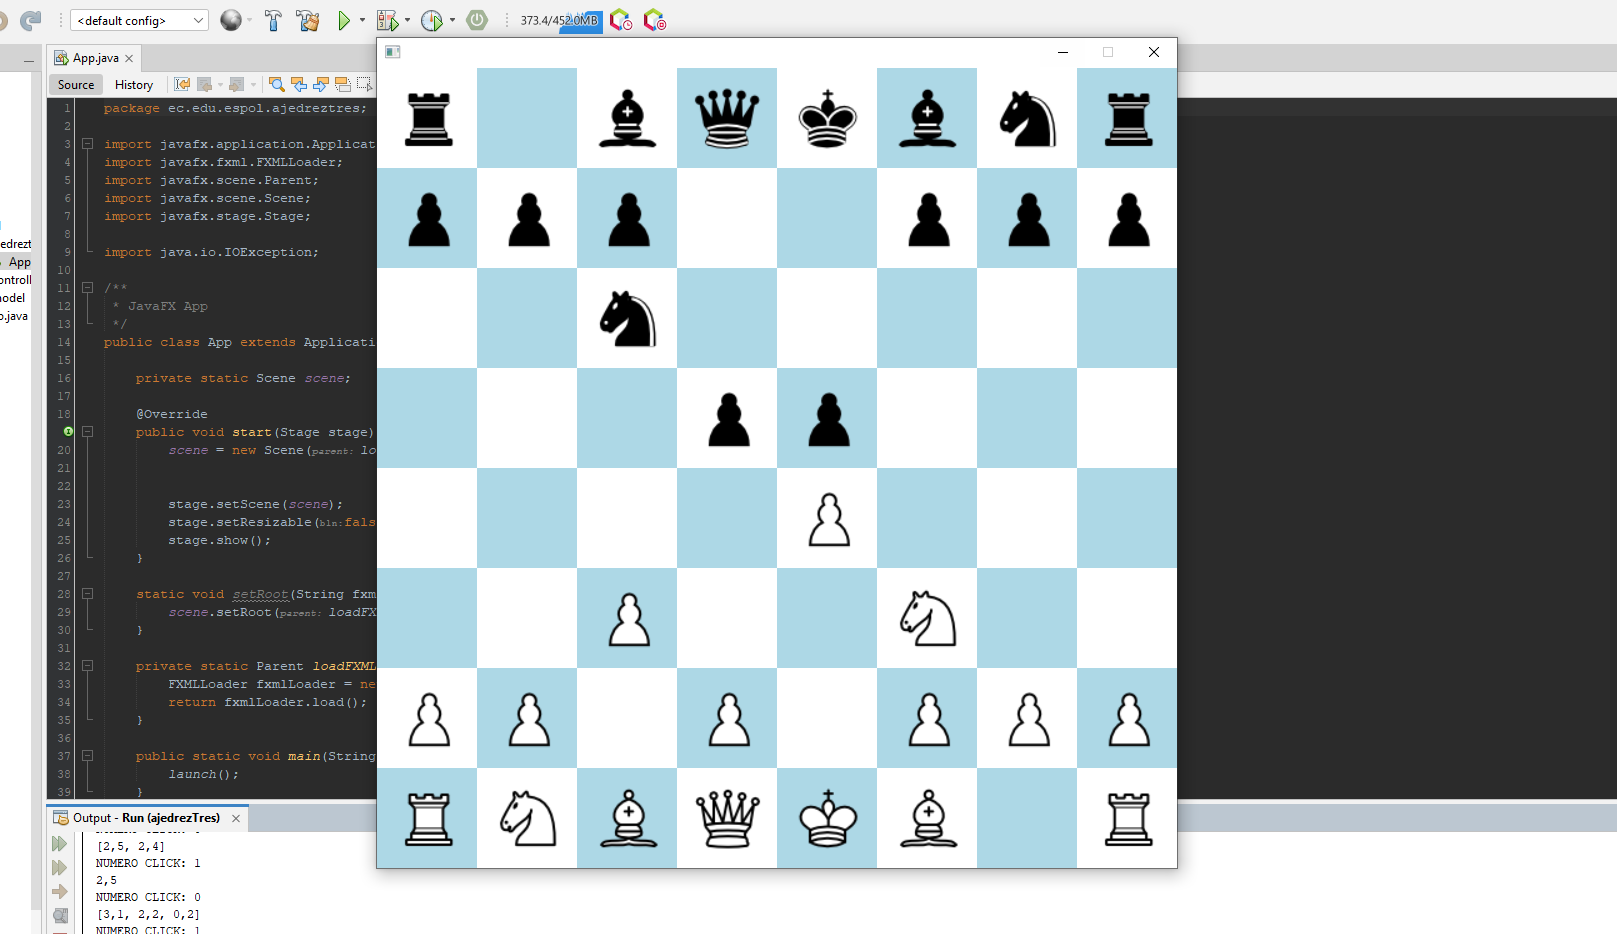 <default config>
373.4/452.0MB
App.java
Source History
1 package ec.edu.espol.ajedreztres;
2
3 import javafx.application.Applicat
4 import javafx.fxml.FXMLLoader;
5 import javafx.scene.Parent;
6 import javafx.scene.Scene;
7 import javafx.stage.Stage;
8
9 import java.io.IOException;
10
11 /**
12 * JavaFX App
13 */
14 public class App extends Applicati
15
16 private static Scene scene;
17
18 @Override
public void start(Stage stage)
20 scene = new Scene(parent: lo
21
22
23 stage.setScene(scene);
24 stage.setResizable(bln:fals
25 stage.show();
26 }
27
28 static void setRoot(String fxm
29 scene.setRoot(parent: loadFX
30 }
31
32 private static Parent loadFXML
33 FXMLLoader fxmlLoader = ne
34 return fxmlLoader.load();
35 }
36
37 public static void main(String
38 launch();
39 }
edrezt
App
ontroll
odel
o.java
Output - Run (ajedrezTres)
[2,5, 2,4]
NUMERO CLICK: 1
2,5
NUMERO CLICK: 0
[3,1, 2,2, 0,2]
NUMERO CLICK: 1